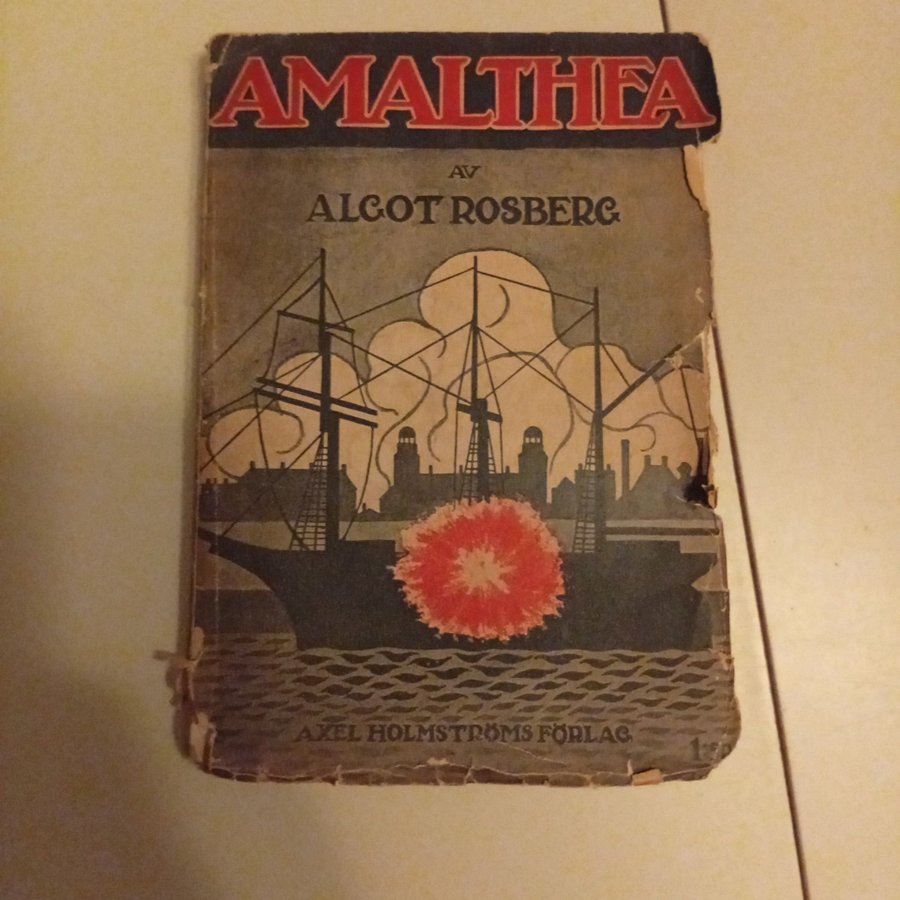 AMALTHEA
AV
ALGOT ROSBERG
AXEL HOLMSTRÖMS FÖRLAG